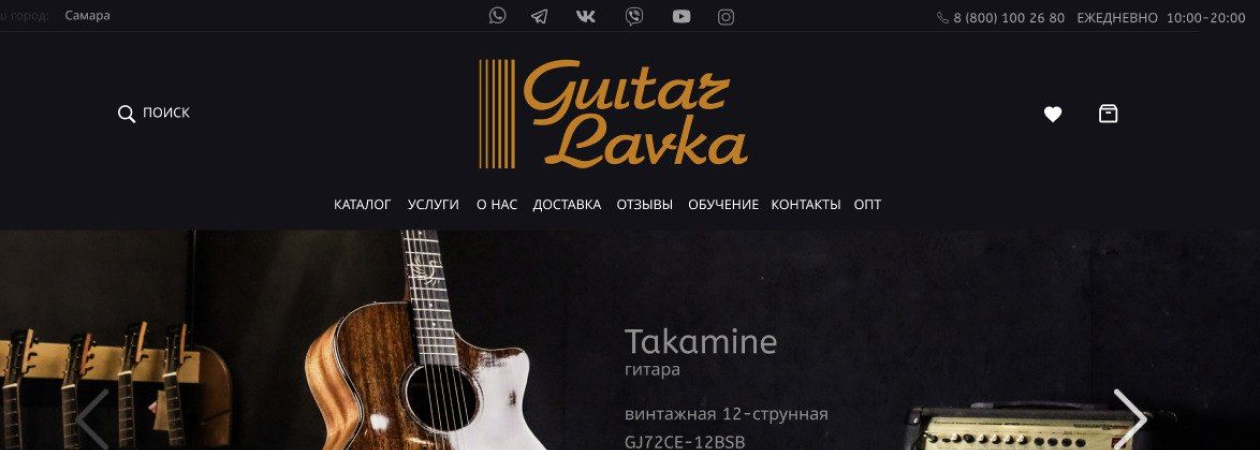 ш город: Самара 8 (800) 100 26 80 ЕЖЕДНЕВНО 10:00-20:00
ПОИСК
Guitar
Lavka
КАТАЛОГ УСЛУГИ О НАС ДОСТАВКА ОТЗЫВЫ ОБУЧЕНИЕ КОНТАКТЫ ОПТ
Takamine
гитара
винтажная 12-струнная
GJ72CE-12BSB